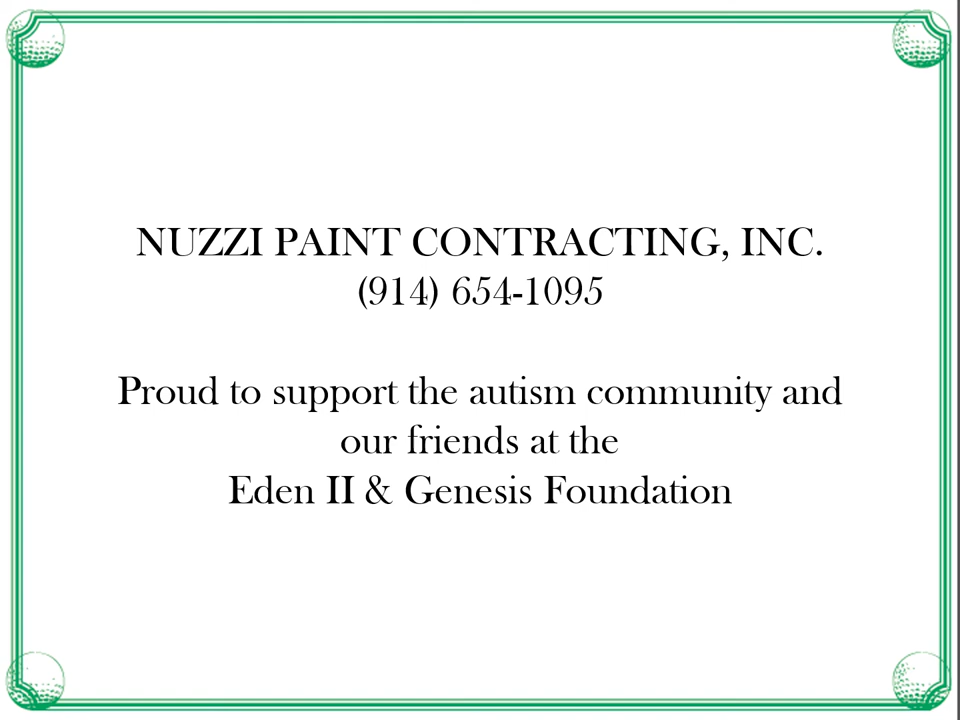 NUZZI PAINT CONTRACTING, INC.
(914) 654-1095
Proud to support the autism community and
our friends at the
Eden II & Genesis Foundation